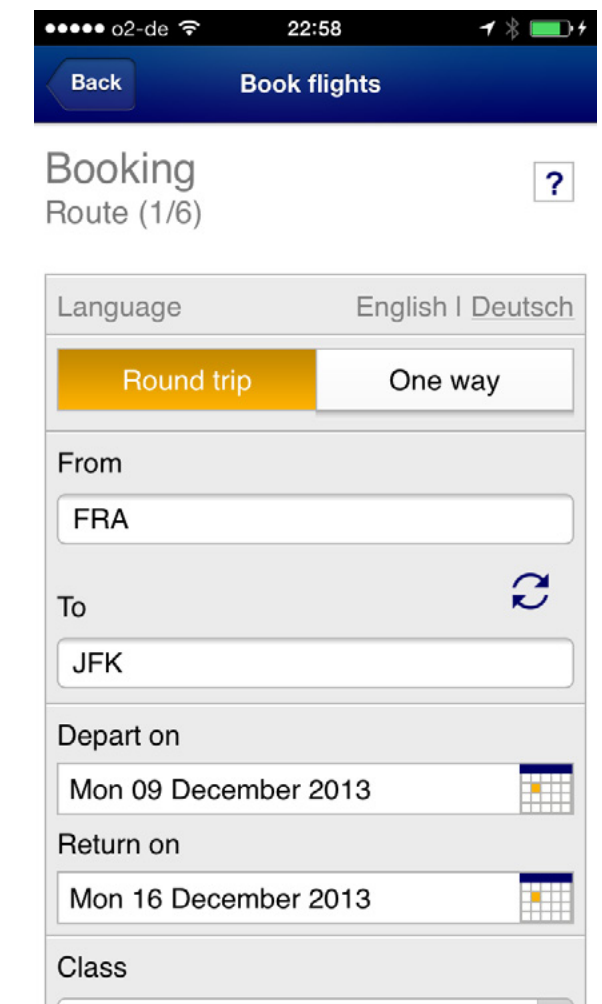 o2-de 22:58
Back Book flights
Booking ?
Route (1/6)
Language English | Deutsch
Round trip One way
From
FRA
To
JFK
Depart on
Mon 09 December 2013
Return on
Mon 16 December 2013
Class